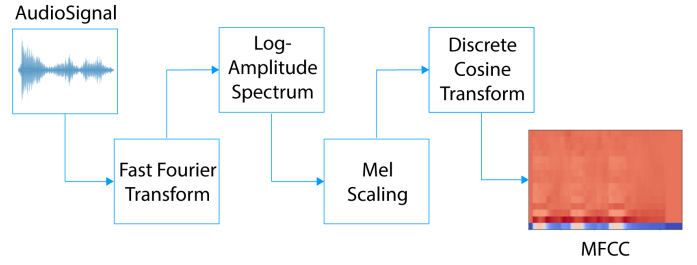 AudioSignal
Fast Fourier
Transform
Log-
Amplitude
Spectrum
Mel
Scaling
Discrete
Cosine
Transform
MFCC